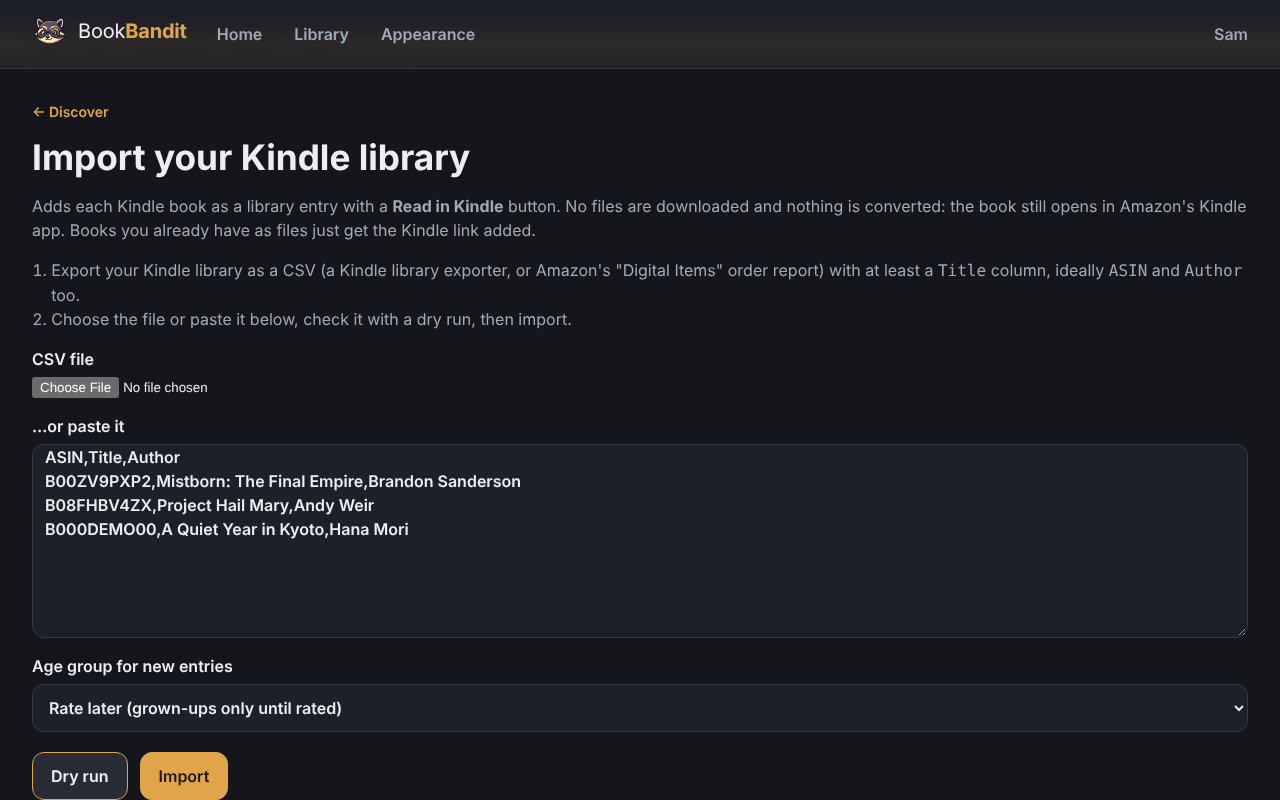 BookBandit
Home
Library
Appearance
Sam
← Discover
Import your Kindle library
Adds each Kindle book as a library entry with a Read in Kindle button. No files are downloaded and nothing is converted: the book still opens in Amazon's Kindle
app. Books you already have as files just get the Kindle link added.
1. Export your Kindle library as a CSV (a Kindle library exporter, or Amazon's "Digital Items" order report) with at least a Title column, ideally ASIN and Author
too.
2. Choose the file or paste it below, check it with a dry run, then import.
CSV file
Choose File No file chosen
...or paste it
ASIN,Title,Author
B00ZV9PXP2,Mistborn: The Final Empire,Brandon Sanderson
B08FHBV4ZX,Project Hail Mary,Andy Weir
B000DEMO00,A Quiet Year in Kyoto,Hana Mori
Age group for new entries
Rate later (grown-ups only until rated)
Dry run
Import